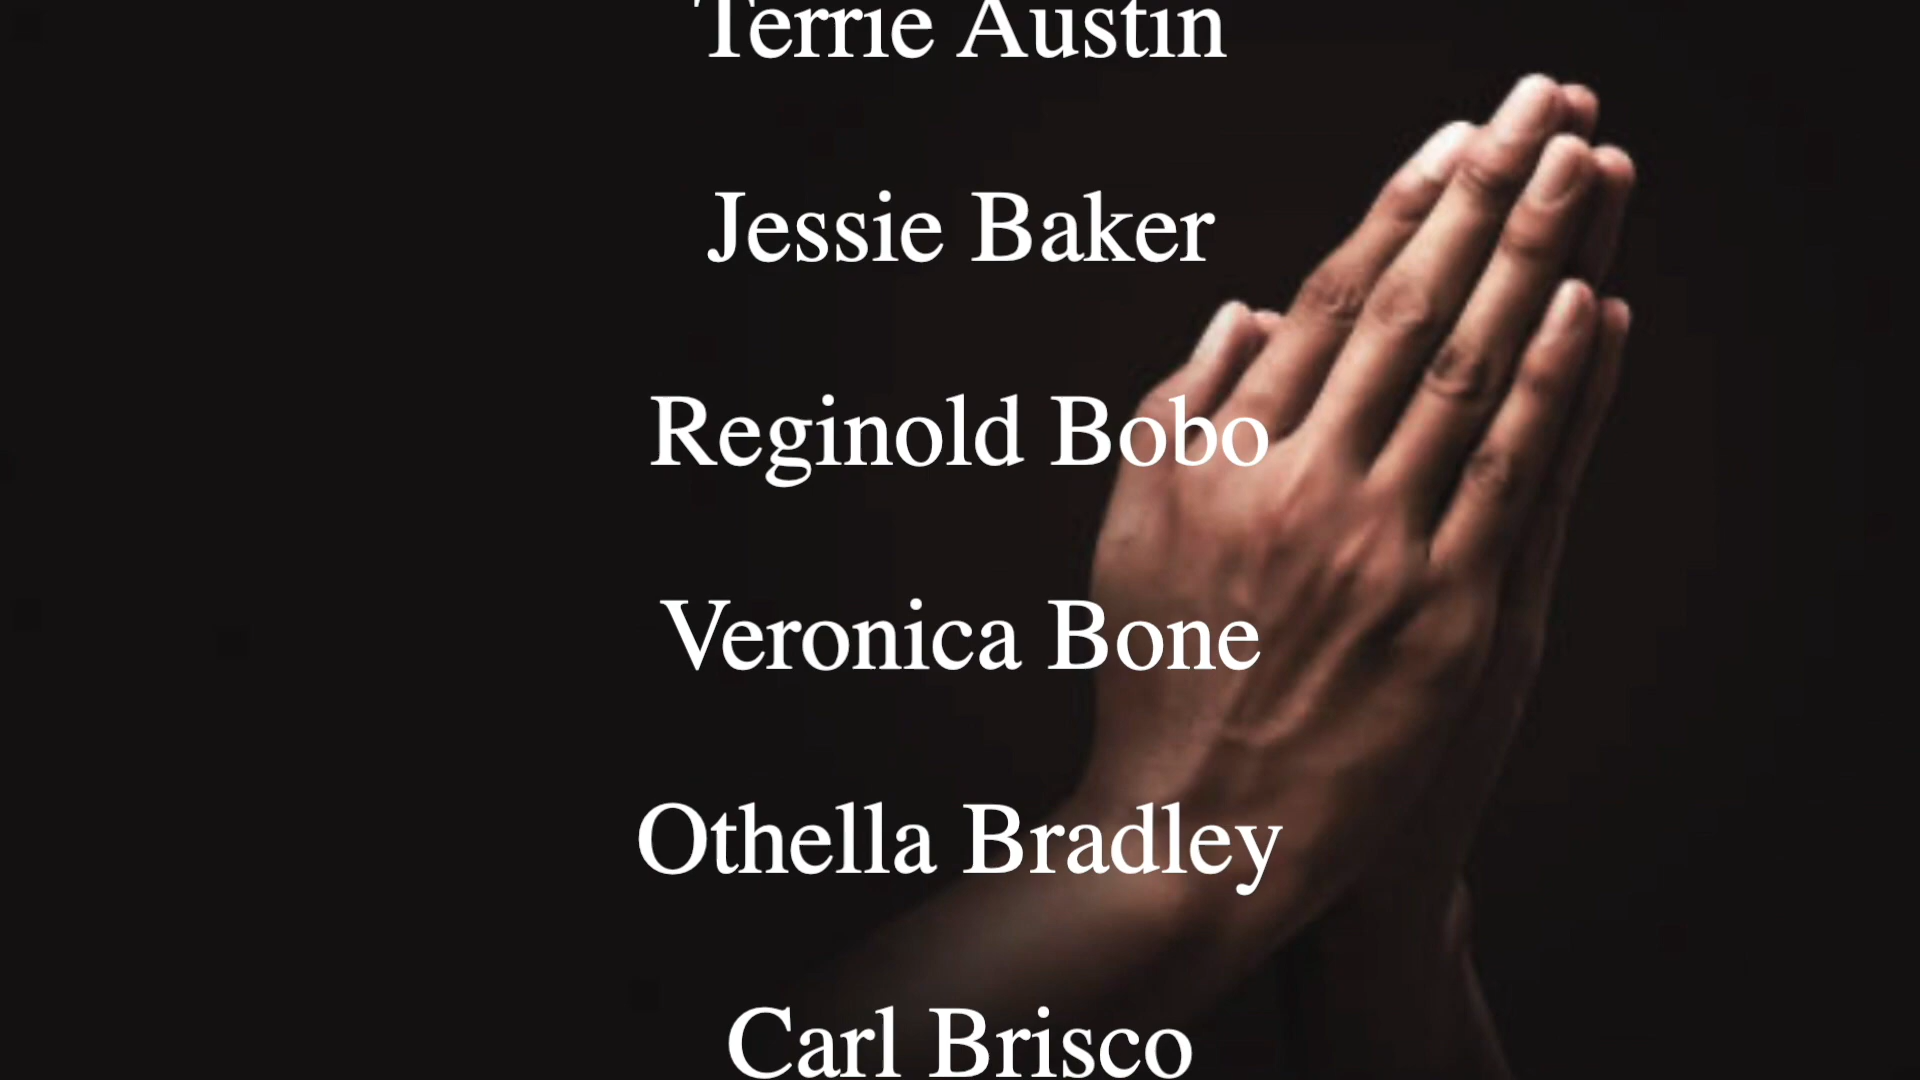 Terrie Austin
Jessie Baker
Reginold Bobo
Veronica Bone
Othella Bradley
Carl Brisco